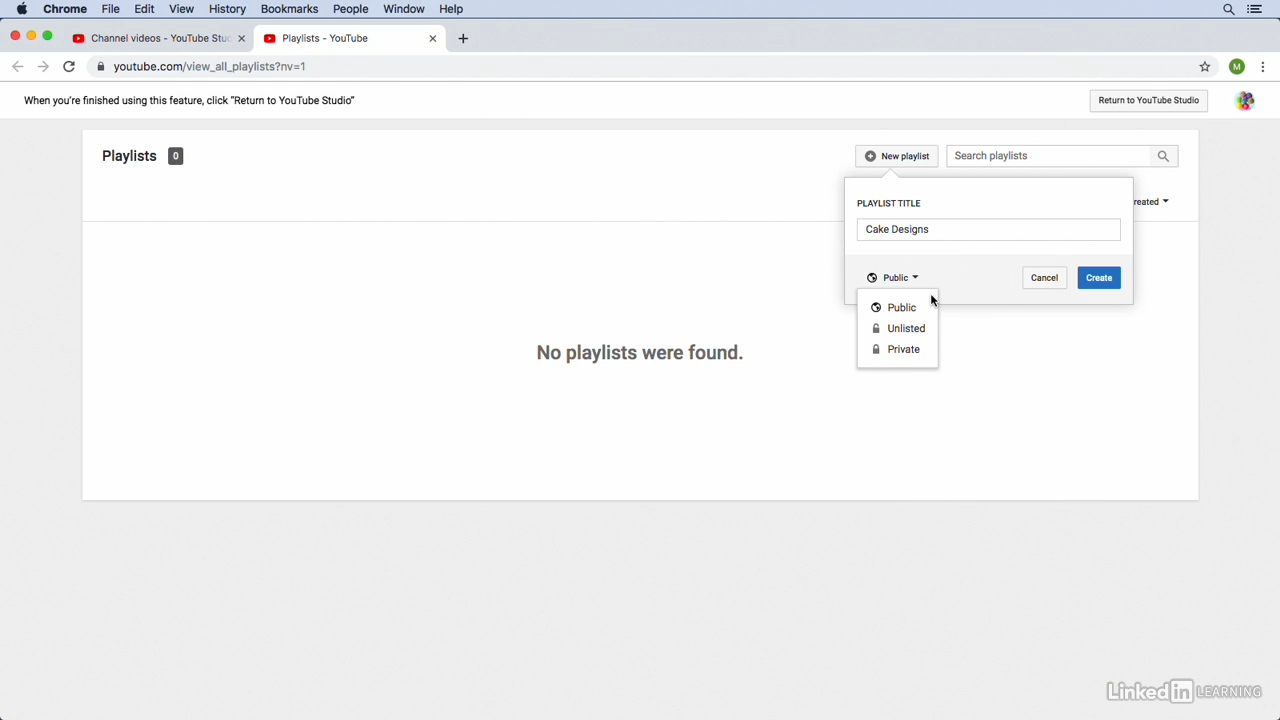 Chrome File Edit View History Bookmarks People Window Help
Channel videos - YouTube Stu
Playlists - YouTube
youtube.com/view_all_playlists?nv=1
M
When you're finished using this feature, click "Return to YouTube Studio"
Return to YouTube Studio
Playlists 0
New playlist
Search playlists
reated
PLAYLIST TITLE
Cake Designs
Public
Cancel
Create
Public
Unlisted
Private
No playlists were found.
Linked in LEARNING